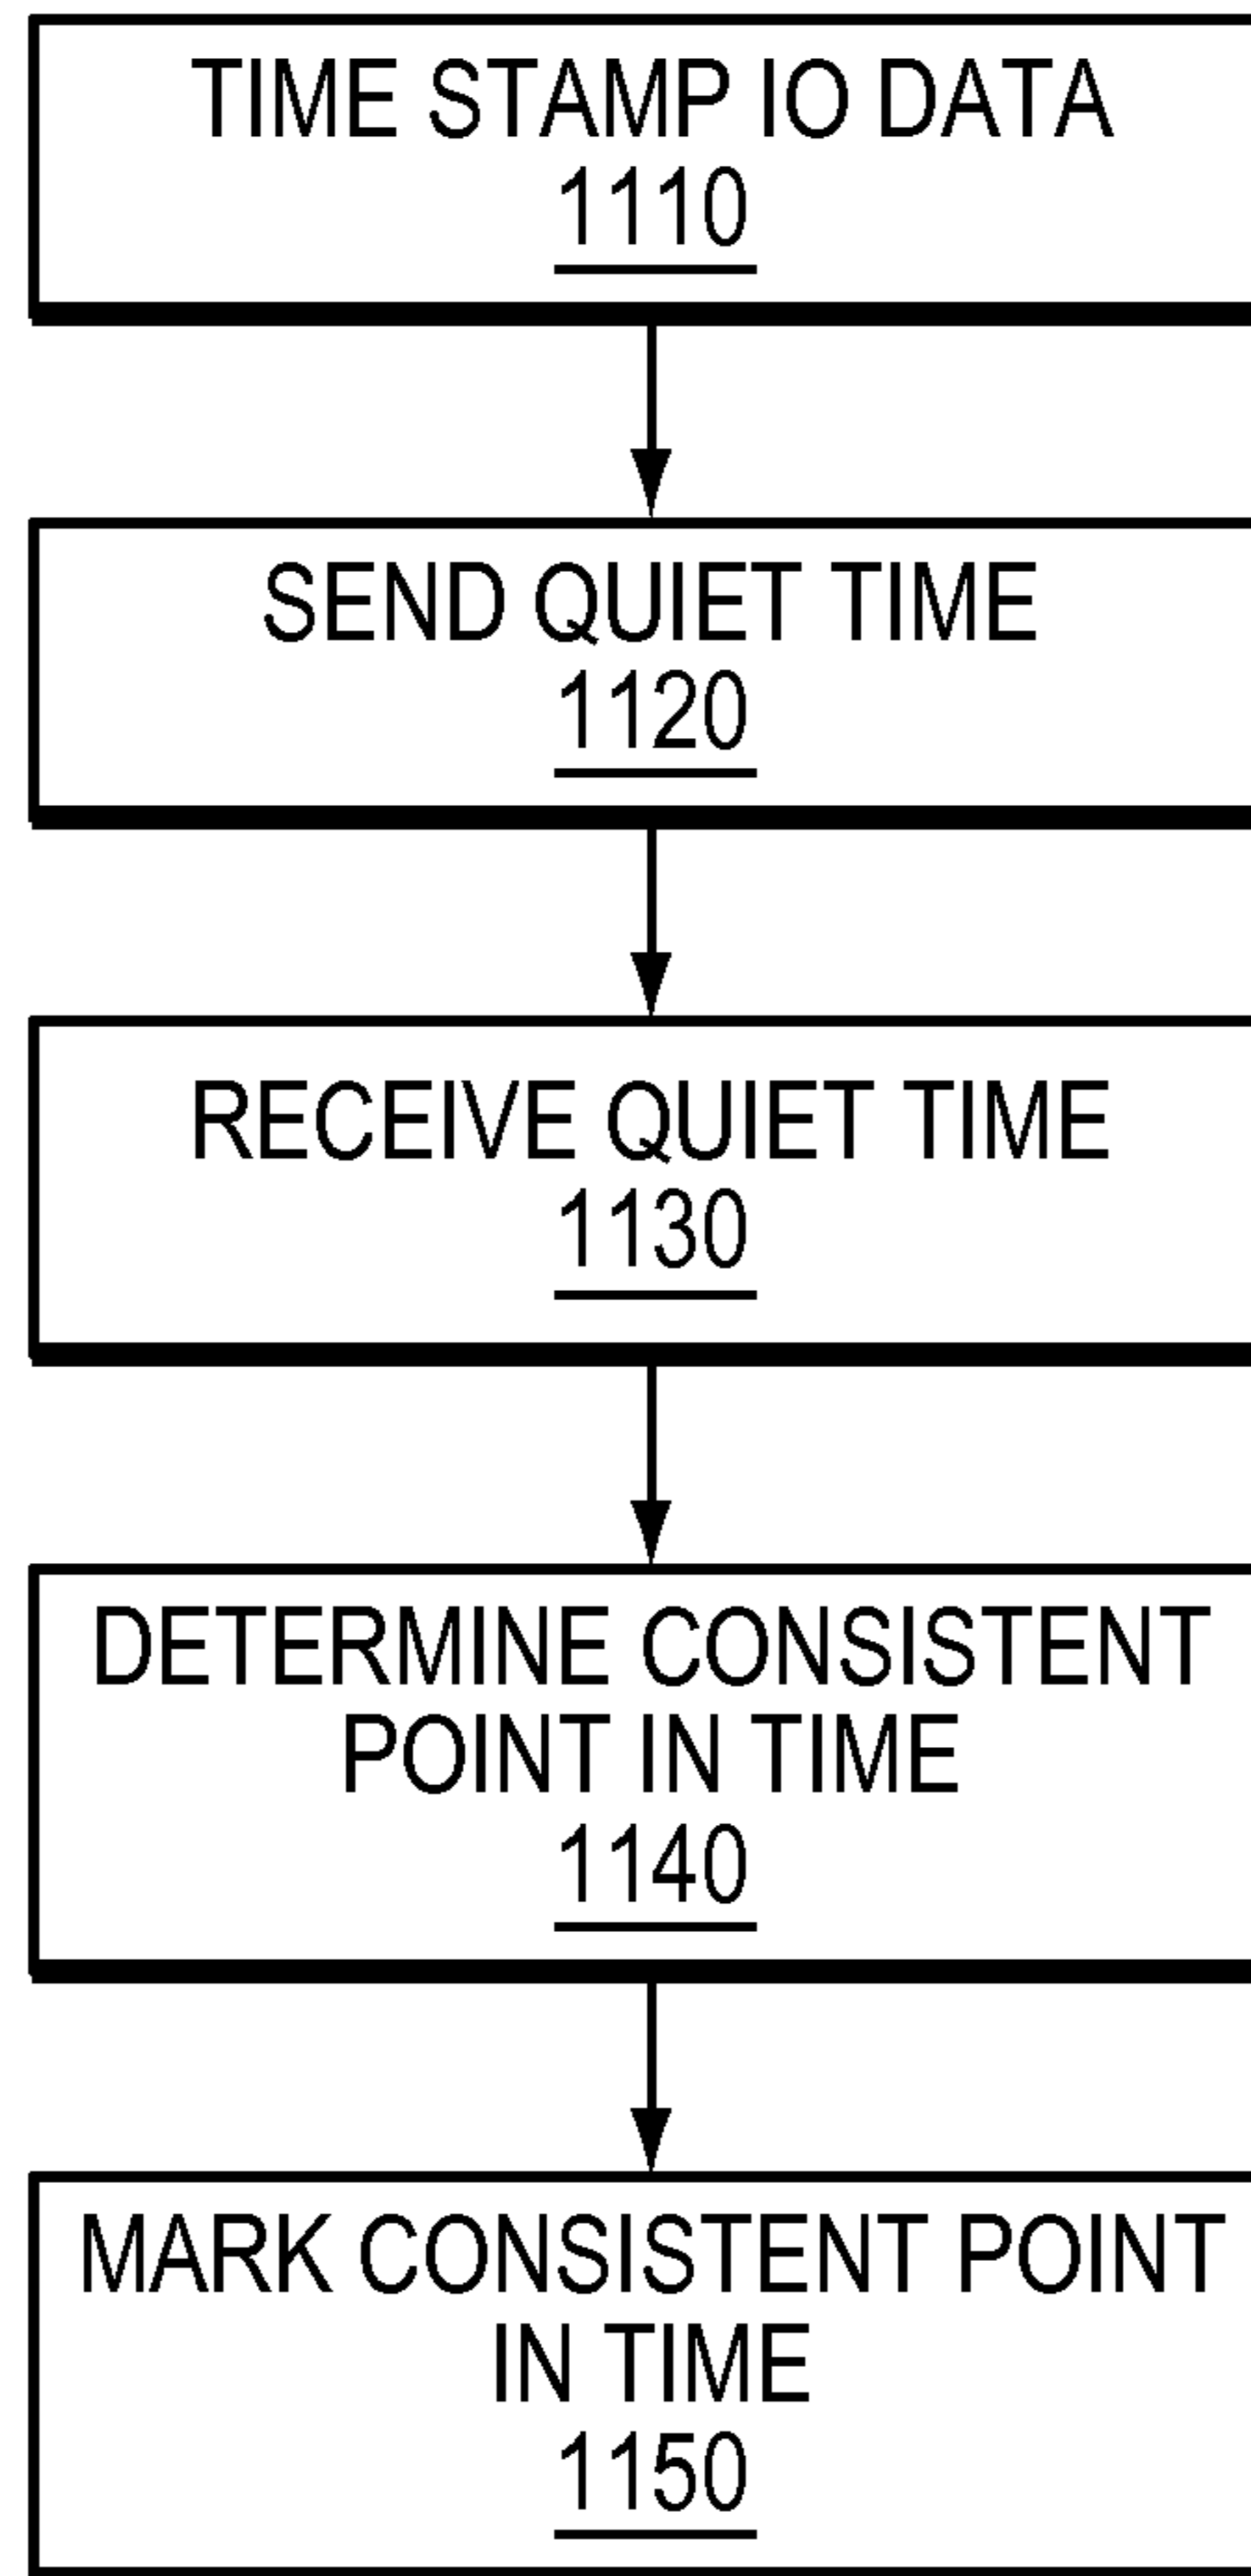 TIME STAMP IO DATA
1110
SEND QUIET TIME
1120
RECEIVE QUIET TIME
1130
DETERMINE CONSISTENT
POINT IN TIME
1140
MARK CONSISTENT POINT
IN TIME
1150